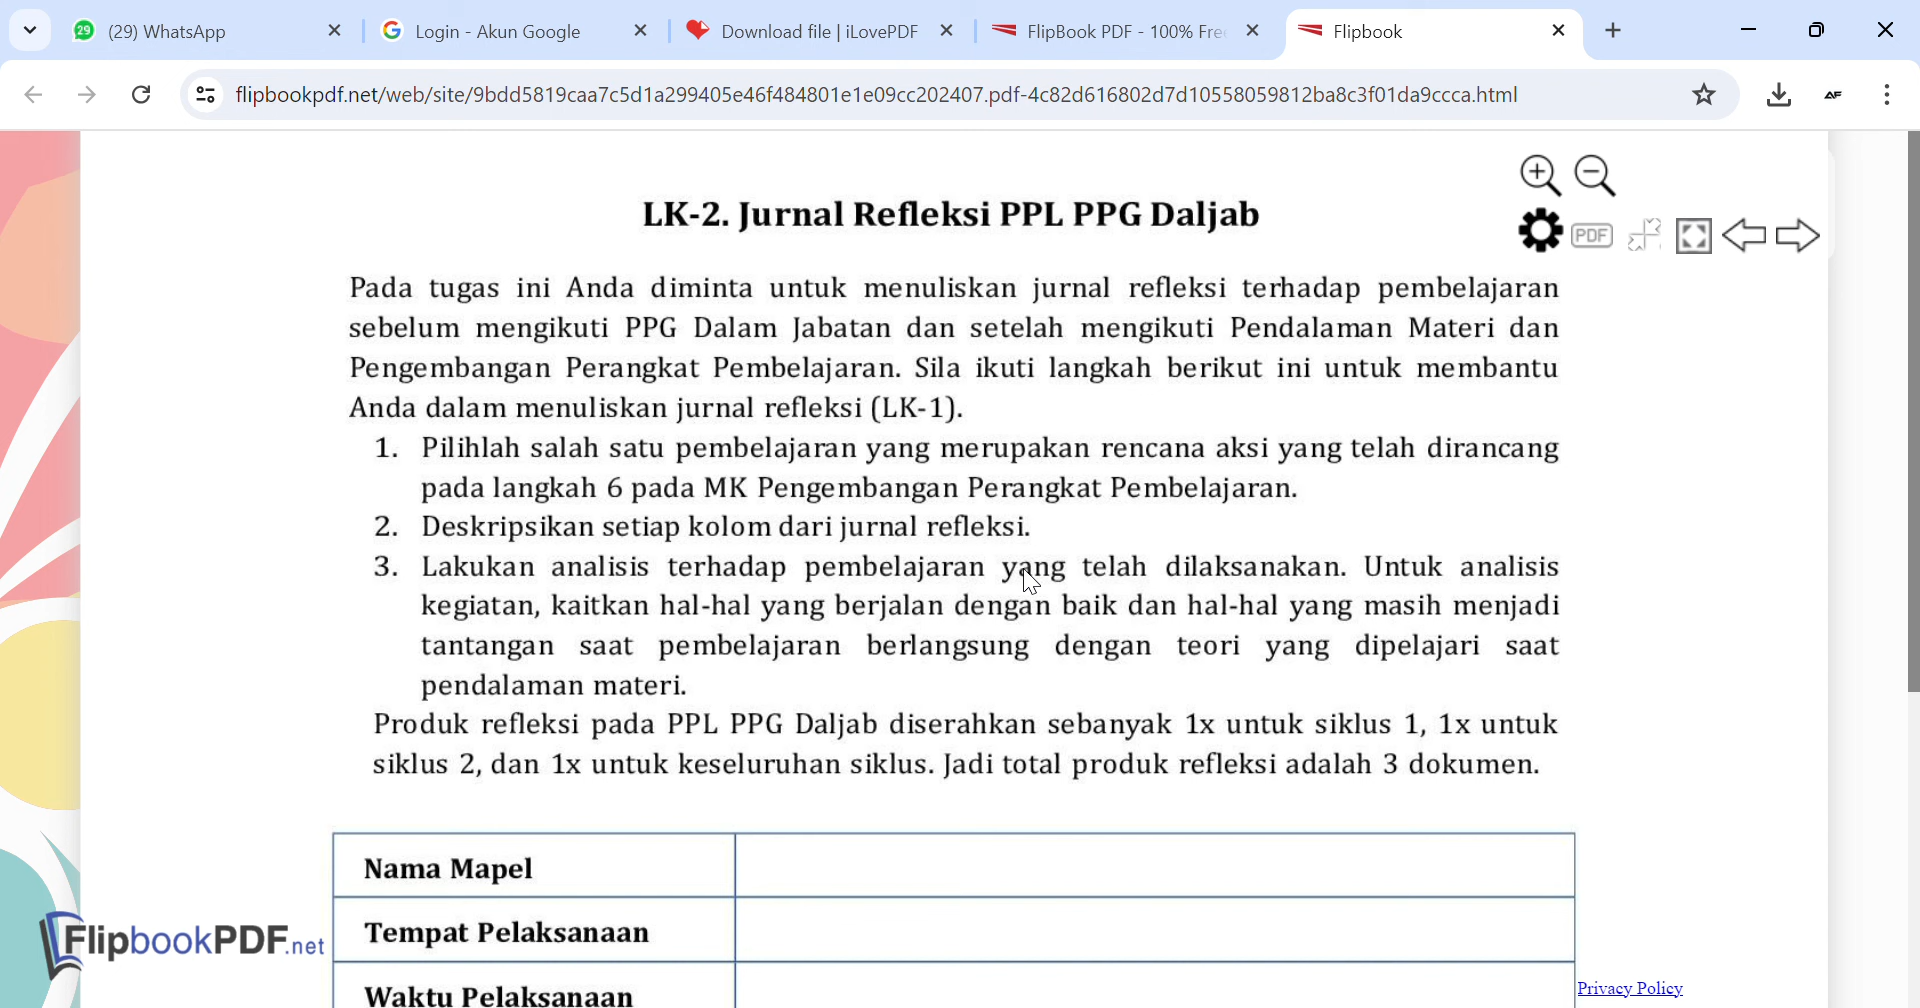 29
(29) WhatsApp
Login - Akun Google
Download file | iLovePDF
FlipBook PDF - 100% Fre
Flipbook
flipbookpdf.net/web/site/9bdd5819caa7c5d1a299405e46f484801e1e09cc202407.pdf-4c82d616802d7d10558059812ba8c3f01da9ccca.html
AF
LK-2. Jurnal Refleksi PPL PPG Daljab
PDF
Pada tugas ini Anda diminta untuk menuliskan jurnal refleksi terhadap pembelajaran
sebelum mengikuti PPG Dalam Jabatan dan setelah mengikuti Pendalaman Materi dan
Pengembangan Perangkat Pembelajaran. Sila ikuti langkah berikut ini untuk membantu
Anda dalam menuliskan jurnal refleksi (LK-1).
1. Pilihlah salah satu pembelajaran yang merupakan rencana aksi yang telah dirancang
pada langkah 6 pada MK Pengembangan Perangkat Pembelajaran.
2. Deskripsikan setiap kolom dari jurnal refleksi.
3. Lakukan analisis terhadap pembelajaran yang telah dilaksanakan. Untuk analisis
kegiatan, kaitkan hal-hal yang berjalan dengan baik dan hal-hal yang masih menjadi
tantangan saat pembelajaran berlangsung dengan teori yang dipelajari saat
pendalaman materi.
Produk refleksi pada PPL PPG Daljab diserahkan sebanyak 1x untuk siklus 1, 1x untuk
siklus 2, dan 1x untuk keseluruhan siklus. Jadi total produk refleksi adalah 3 dokumen.
Nama Mapel
Tempat Pelaksanaan
FlipbookPDF.net
Waktu Pelaksanaan
Privacy Policy